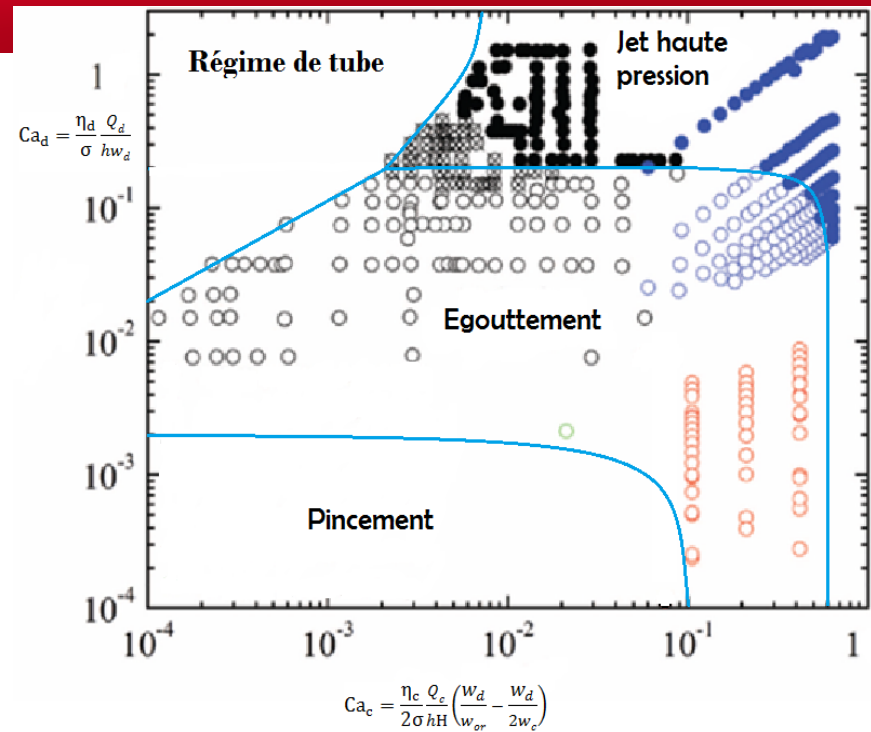 Régime de tube
Jet haute
pression
1
Ca_d = η_d/σ Q_d/hw_d
10^-1
Egouttement
10^-2
10^-3
Pincement
10^-4
10^-4 10^-3 10^-2 10^-1 1
Ca_c = η_c/2σ Q_c/hH (w_d/w_or − w_d/2w_c)